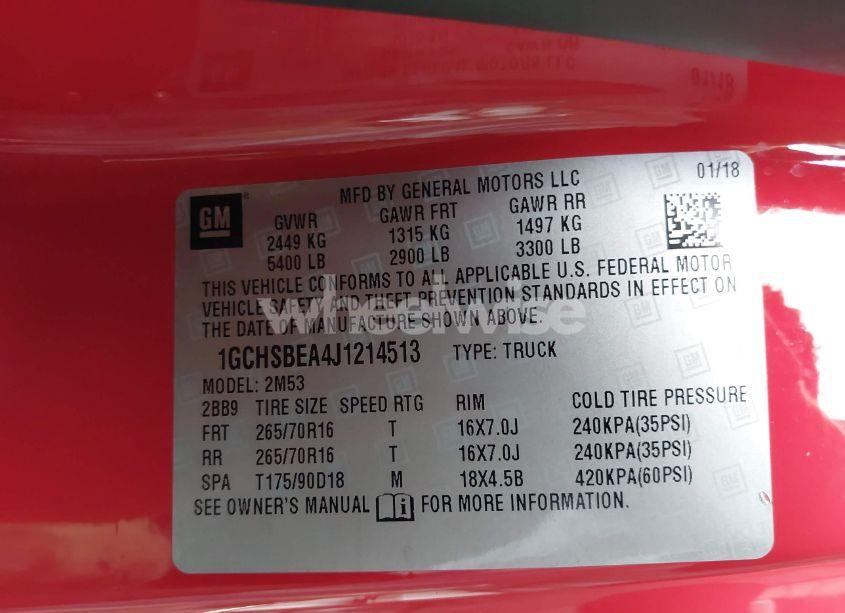 01/18
MFD BY GENERAL MOTORS LLC 01/18
GM
GVWR GAWR FRT GAWR RR
2449 KG 1315 KG 1497 KG
5400 LB 2900 LB 3300 LB
THIS VEHICLE CONFORMS TO ALL APPLICABLE U.S. FEDERAL MOTOR
VEHICLE SAFETY AND THEFT PREVENTION STANDARDS IN EFFECT ON
THE DATE OF MANUFACTURE SHOWN ABOVE.
wheelwise
1GCHSBEA4J1214513 TYPE: TRUCK
MODEL: 2M53
2BB9 TIRE SIZE SPEED RTG RIM COLD TIRE PRESSURE
FRT 265/70R16 T 16X7.0J 240KPA(35PSI)
RR 265/70R16 T 16X7.0J 240KPA(35PSI)
SPA T175/90D18 M 18X4.5B 420KPA(60PSI)
SEE OWNER'S MANUAL FOR MORE INFORMATION.